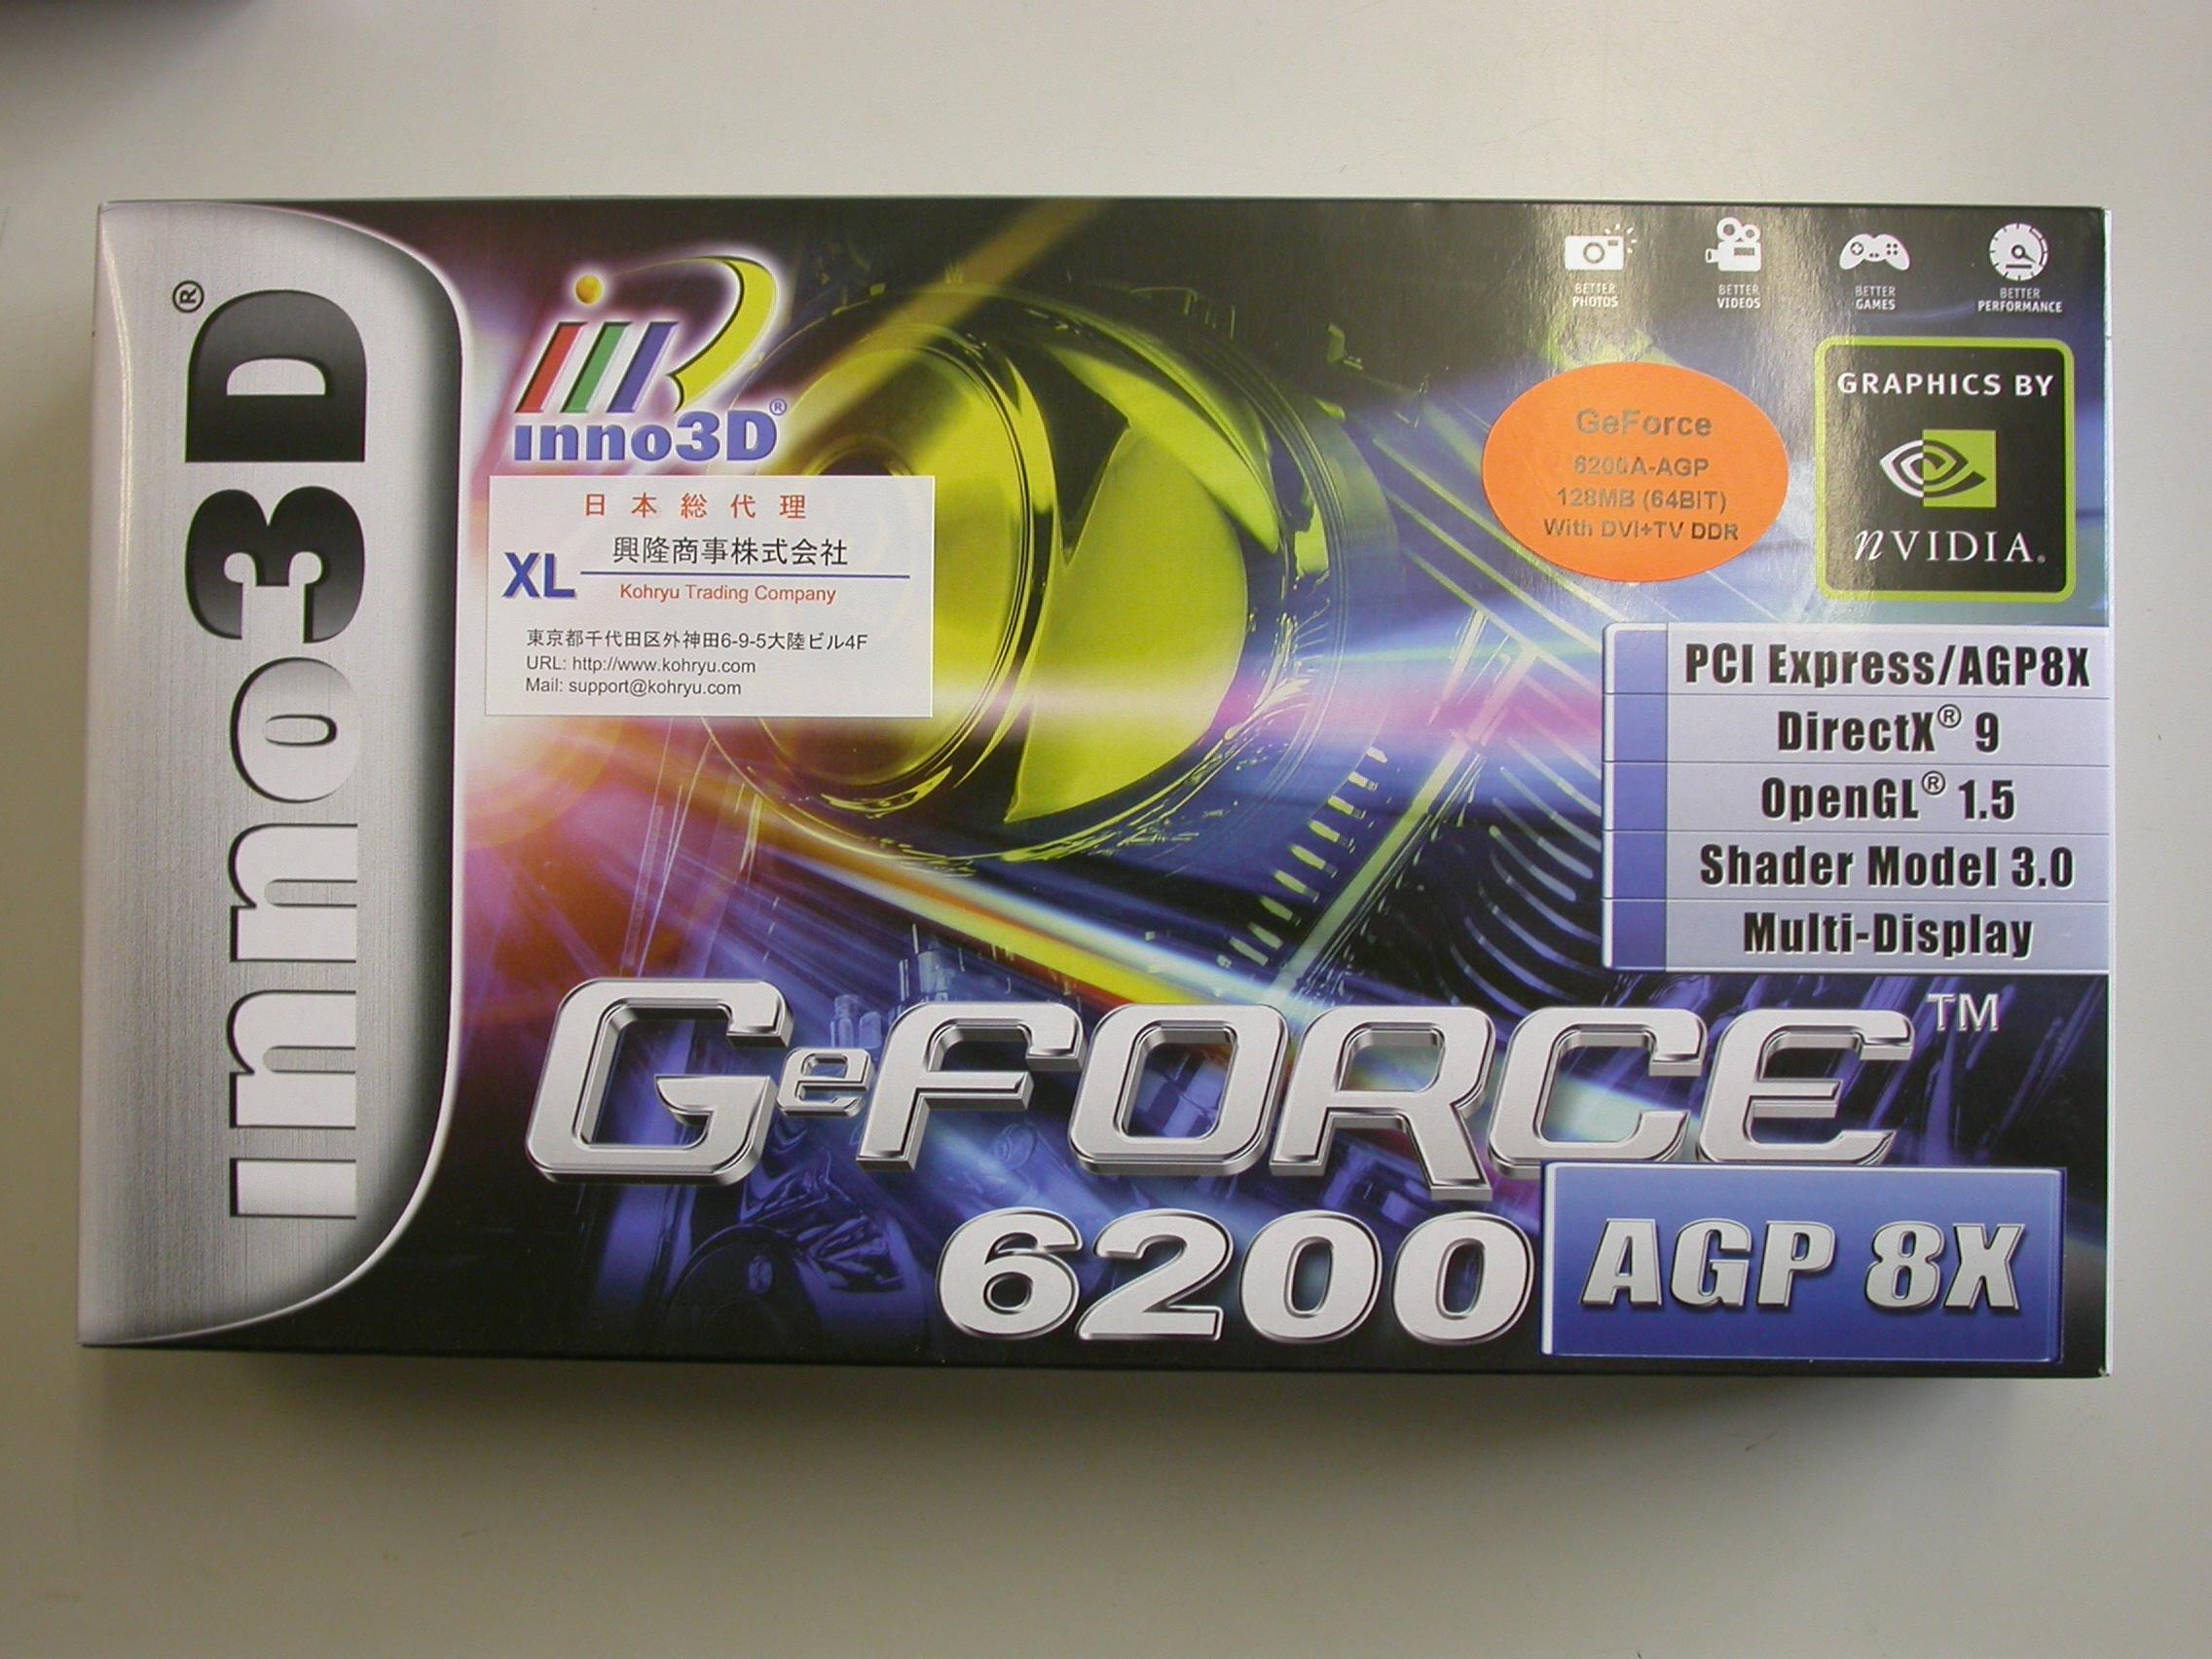 inno3D®
inno3D®
日本総代理
XL
興隆商事株式会社
Kohryu Trading Company
東京都千代田区外神田6-9-5大陸ビル4F
URL: http://www.kohryu.com
Mail: support@kohryu.com
BETTER
PHOTOS
BETTER
VIDEOS
BETTER
GAMES
BETTER
PERFORMANCE
GeForce
6200A-AGP
128MB (64BIT)
With DVI+TV DDR
GRAPHICS BY
nVIDIA.
PCI Express/AGP8X
DirectX® 9
OpenGL® 1.5
Shader Model 3.0
Multi-Display
GeFORCE™
6200
AGP 8X